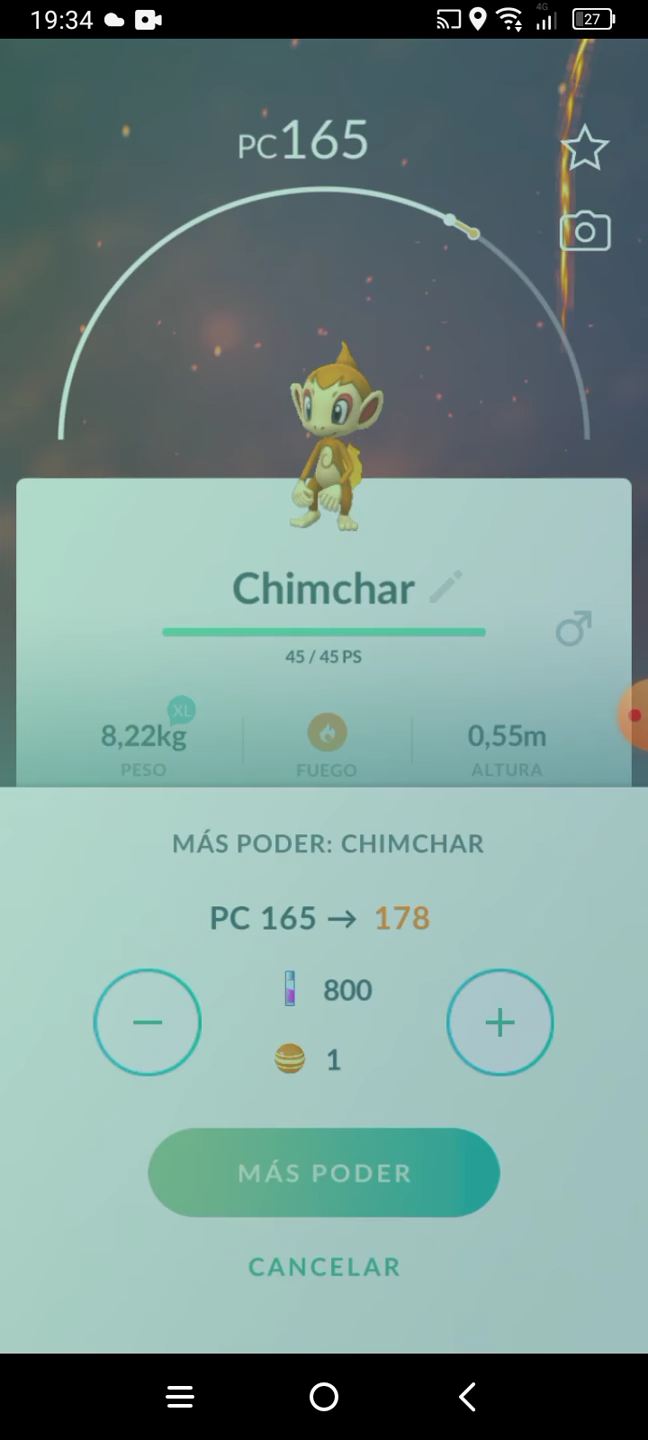 19:34
4G
27
PC165
Chimchar
45 / 45 PS
XL
8,22kg
0,55m
PESO
FUEGO
ALTURA
MÁS PODER: CHIMCHAR
PC 165 → 178
800
1
MÁS PODER
CANCELAR